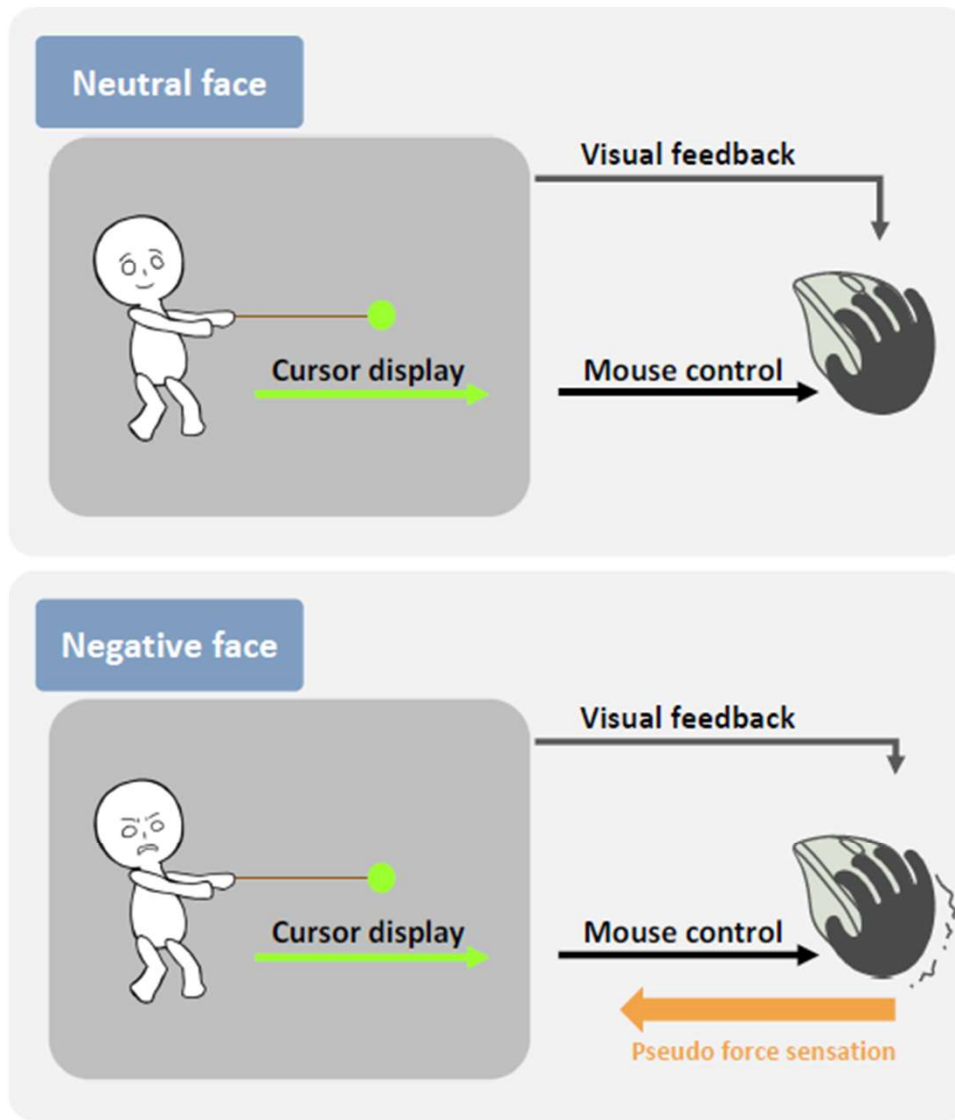 Neutral face
Visual feedback
Cursor display
Mouse control
Negative face
Visual feedback
Cursor display
Mouse control
Pseudo force sensation